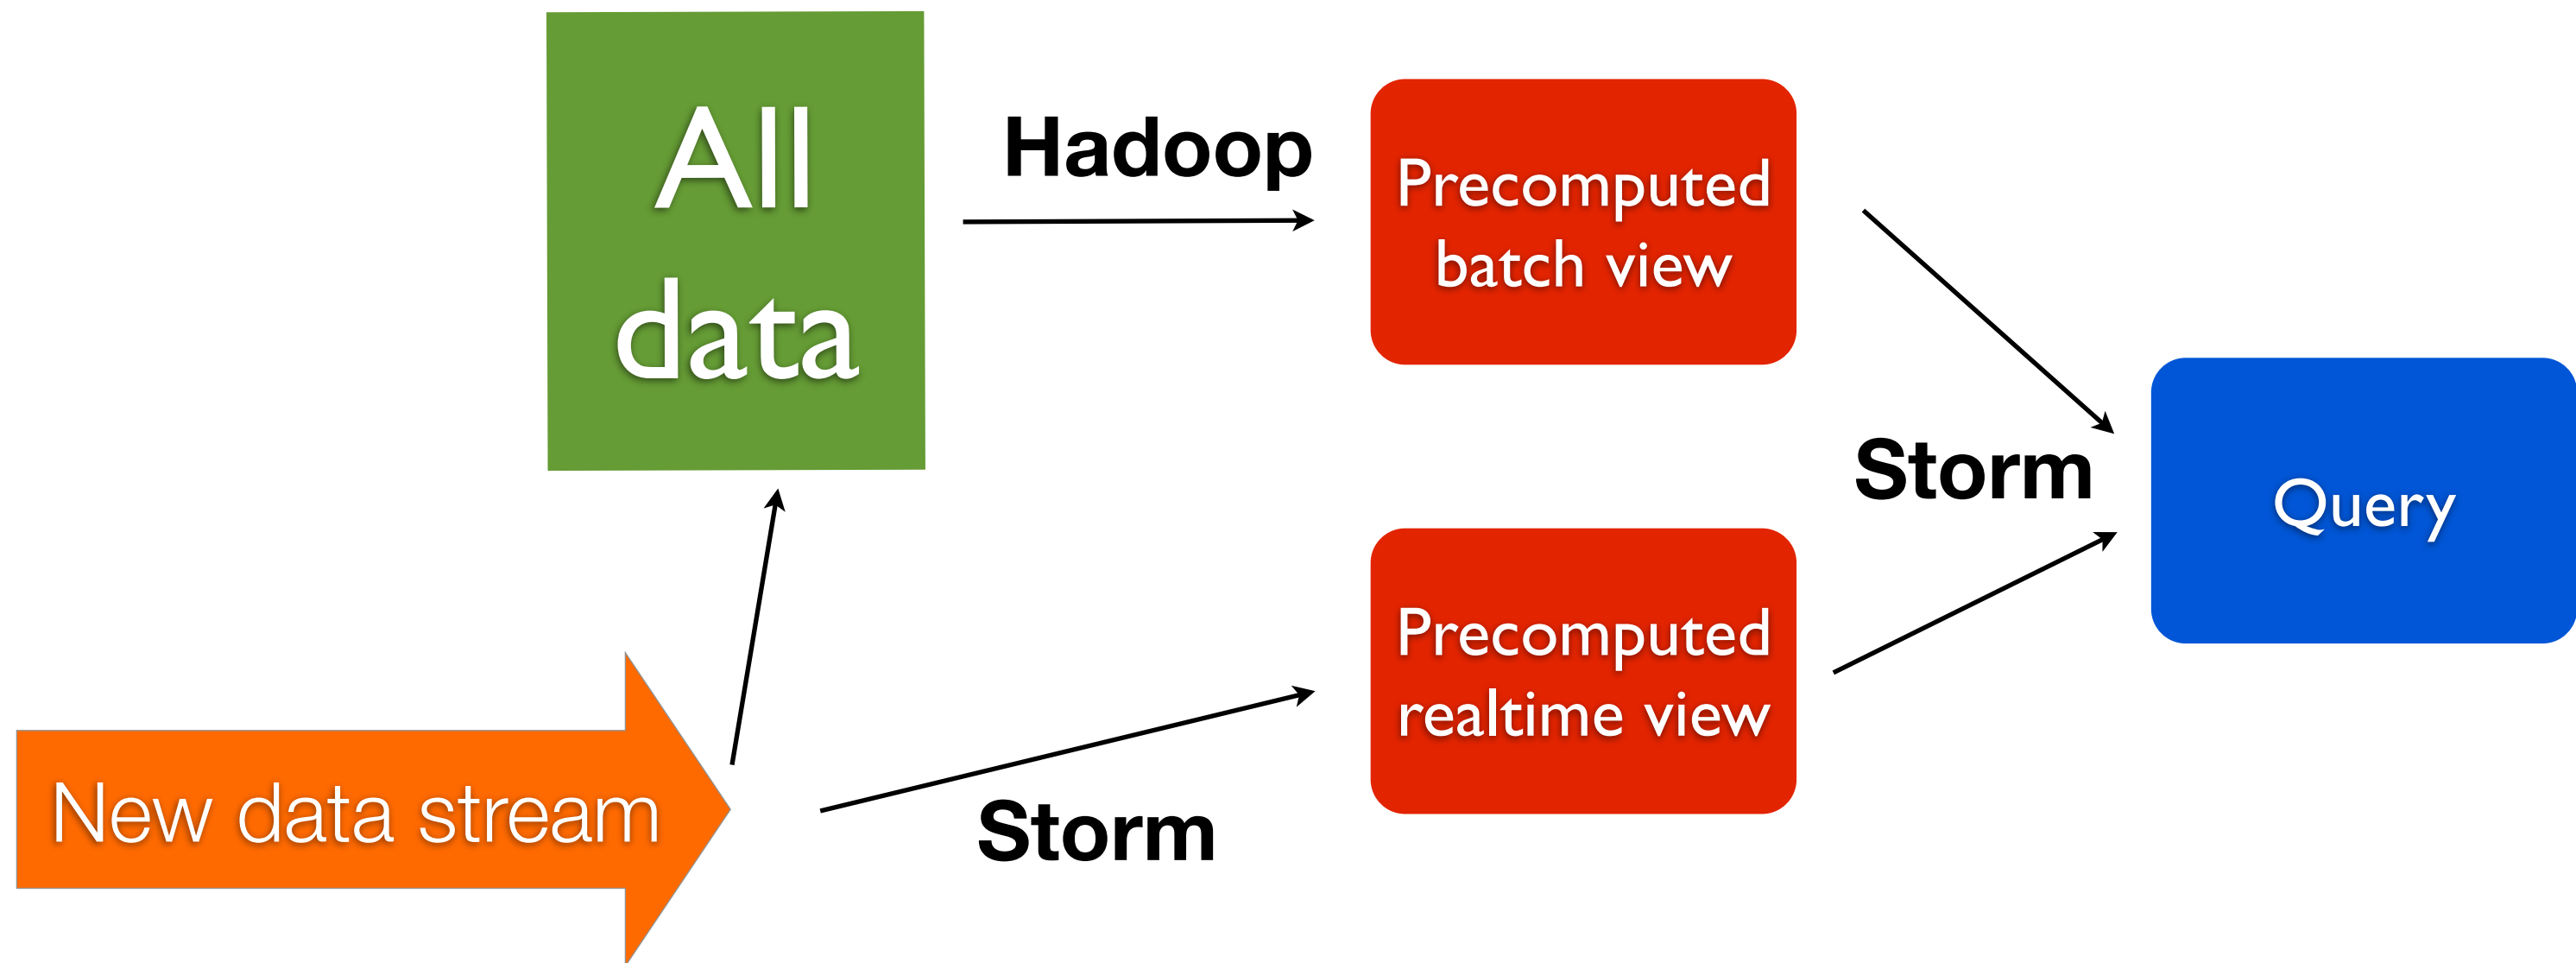 All
data
Hadoop
Precomputed
batch view
Storm
Query
Precomputed
realtime view
New data stream
Storm